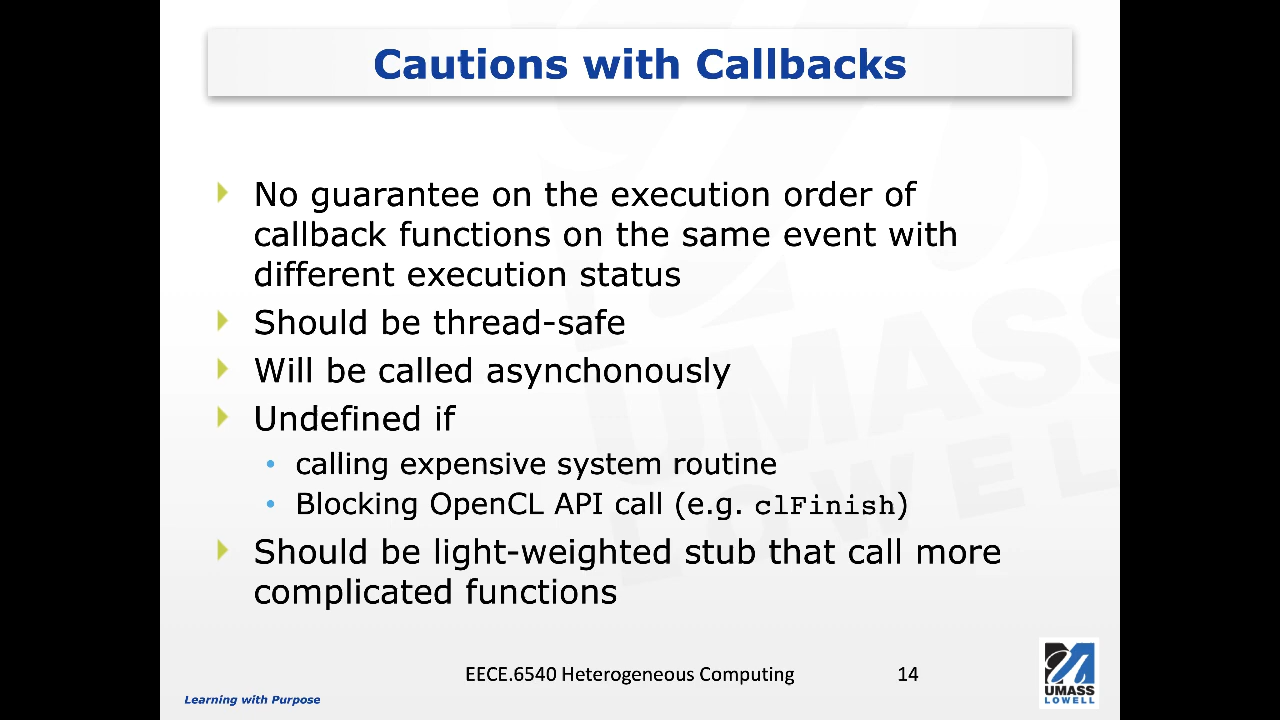 Cautions with Callbacks
No guarantee on the execution order of
callback functions on the same event with
different execution status
Should be thread-safe
Will be called asynchonously
Undefined if
calling expensive system routine
Blocking OpenCL API call (e.g. clFinish)
Should be light-weighted stub that call more
complicated functions
EECE.6540 Heterogeneous Computing
14
Learning with Purpose
UMASS
LOWELL
UMASS
LOWELL